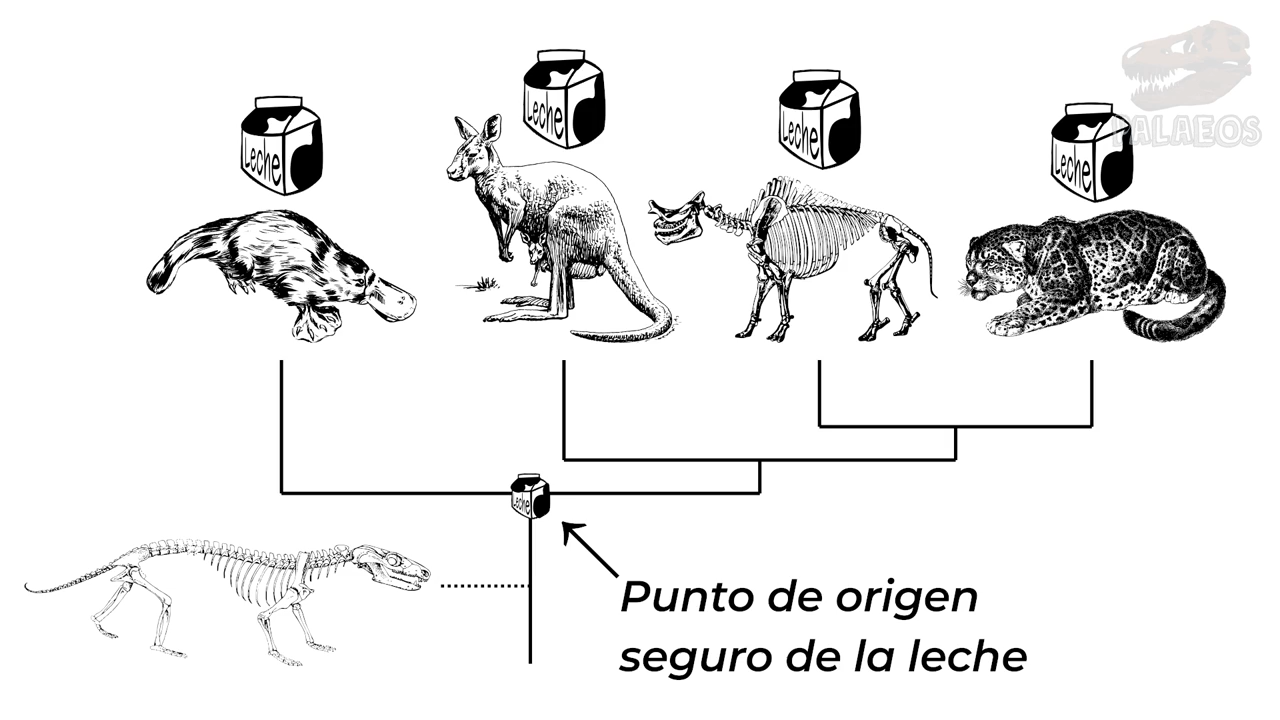 Leche
Leche
Leche
Leche
PALAEOS
Leche
Punto de origen
seguro de la leche